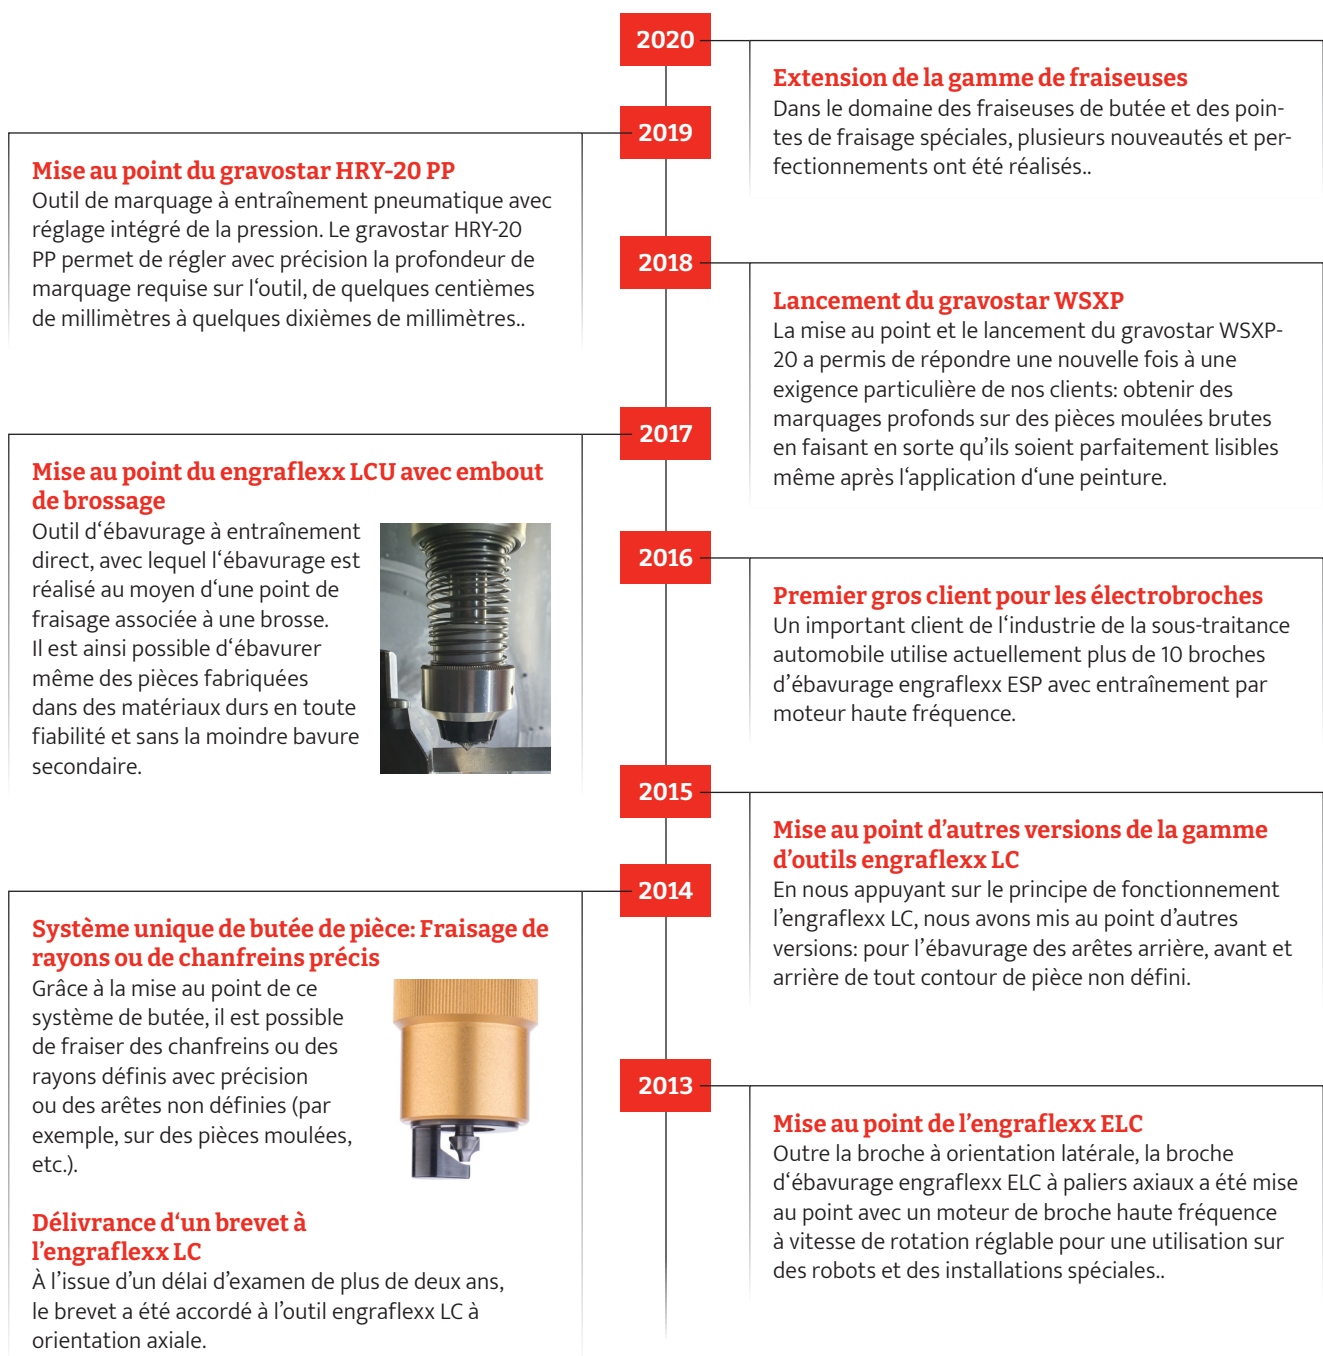 2020
Extension de la gamme de fraiseuses
Dans le domaine des fraiseuses de butée et des poin-
tes de fraisage spéciales, plusieurs nouveautés et per-
fectionnements ont été réalisés..
2019
Mise au point du gravostar HRY-20 PP
Outil de marquage à entraînement pneumatique avec
réglage intégré de la pression. Le gravostar HRY-20
PP permet de régler avec précision la profondeur de
marquage requise sur l‘outil, de quelques centièmes
de millimètres à quelques dixièmes de millimètres..
2018
Lancement du gravostar WSXP
La mise au point et le lancement du gravostar WSXP-
20 a permis de répondre une nouvelle fois à une
exigence particulière de nos clients: obtenir des
marquages profonds sur des pièces moulées brutes
en faisant en sorte qu‘ils soient parfaitement lisibles
même après l‘application d‘une peinture.
2017
Mise au point du engraflexx LCU avec embout
de brossage
Outil d‘ébavurage à entraînement
direct, avec lequel l‘ébavurage est
réalisé au moyen d‘une point de
fraisage associée à une brosse.
Il est ainsi possible d‘ébavurer
même des pièces fabriquées
dans des matériaux durs en toute
fiabilité et sans la moindre bavure
secondaire.
2016
Premier gros client pour les électrobroches
Un important client de l‘industrie de la sous-traitance
automobile utilise actuellement plus de 10 broches
d‘ébavurage engraflexx ESP avec entraînement par
moteur haute fréquence.
2015
Mise au point d’autres versions de la gamme
d’outils engraflexx LC
En nous appuyant sur le principe de fonctionnement
l’engraflexx LC, nous avons mis au point d’autres
versions: pour l’ébavurage des arêtes arrière, avant et
arrière de tout contour de pièce non défini.
2014
Système unique de butée de pièce: Fraisage de
rayons ou de chanfreins précis
Grâce à la mise au point de ce
système de butée, il est possible
de fraiser des chanfreins ou des
rayons définis avec précision
ou des arêtes non définies (par
exemple, sur des pièces moulées,
etc.).
Délivrance d‘un brevet à
l’engraflexx LC
À l’issue d’un délai d’examen de plus de deux ans,
le brevet a été accordé à l’outil engraflexx LC à
orientation axiale.
2013
Mise au point de l’engraflexx ELC
Outre la broche à orientation latérale, la broche
d‘ébavurage engraflexx ELC à paliers axiaux a été mise
au point avec un moteur de broche haute fréquence
à vitesse de rotation réglable pour une utilisation sur
des robots et des installations spéciales..